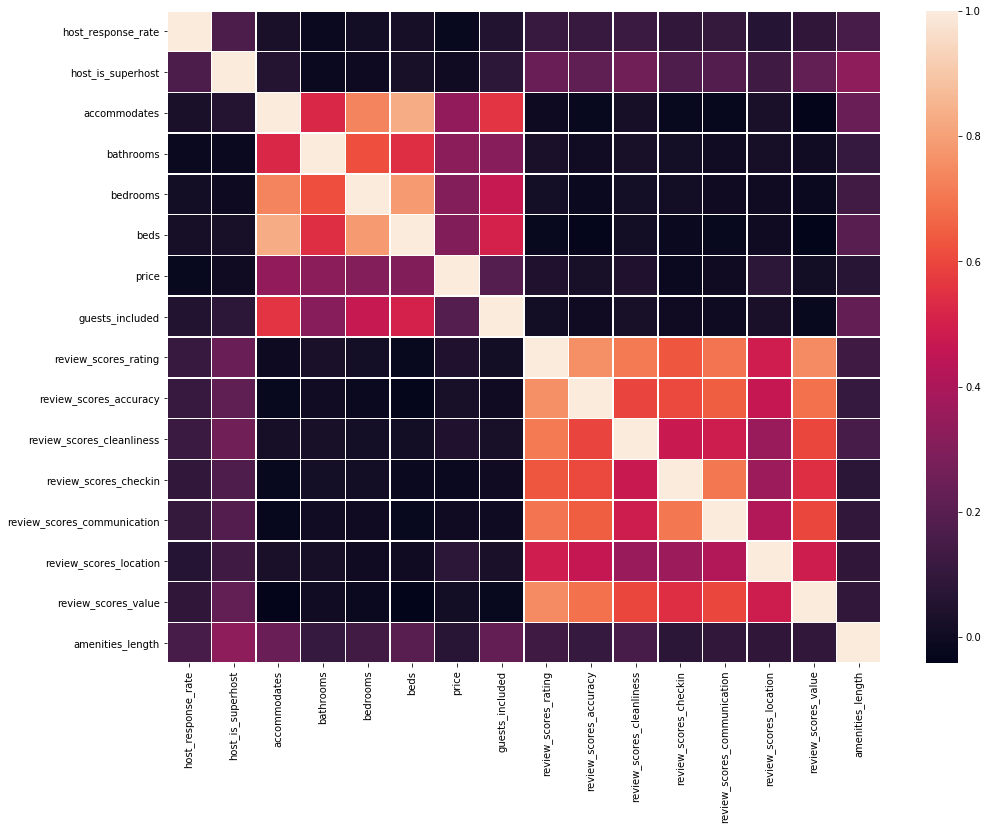 host_response_rate
host_is_superhost
accommodates
bathrooms
bedrooms
beds
price
guests_included
review_scores_rating
review_scores_accuracy
review_scores_cleanliness
review_scores_checkin
review_scores_communication
review_scores_location
review_scores_value
amenities_length
host_response_rate
host_is_superhost
accommodates
bathrooms
bedrooms
beds
price
guests_included
review_scores_rating
review_scores_accuracy
review_scores_cleanliness
review_scores_checkin
review_scores_communication
review_scores_location
review_scores_value
amenities_length
1.0
0.8
0.6
0.4
0.2
0.0